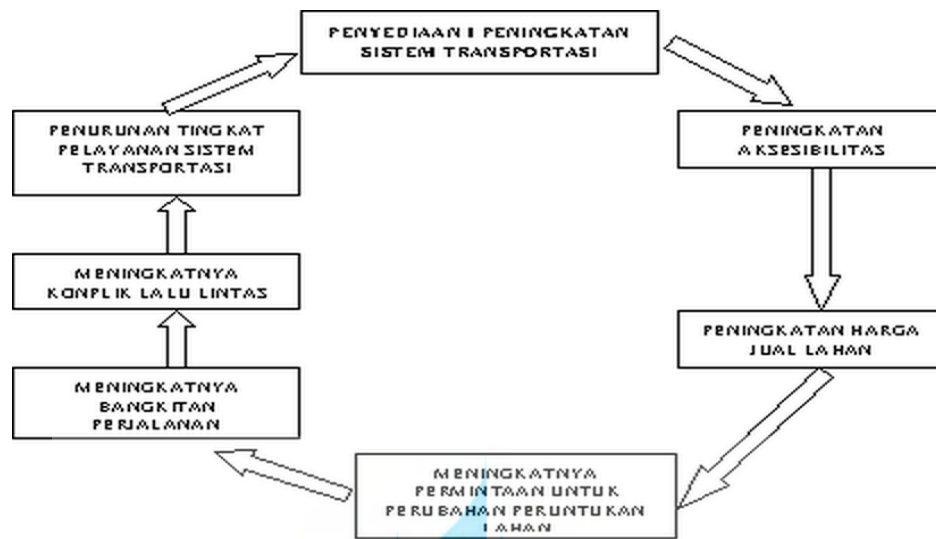 PENYEDIAAN I PENINGKATAN
SISTEM TRANSPORTASI
PENINGKATAN
AKSESIBILITAS
PENINGKATAN HARGA
JUAL LAHAN
MENINGKATNYA
PERMINTAAN UNTUK
PERUBAHAN PERUNTUKAN
LAHAN
MENINGKATNYA
BANGKITAN
PERJALANAN
MENINGKATNYA
KONPLIK LALU LINTAS
PENURUNAN TINGKAT
PELAYANAN SISTEM
TRANSPORTASI